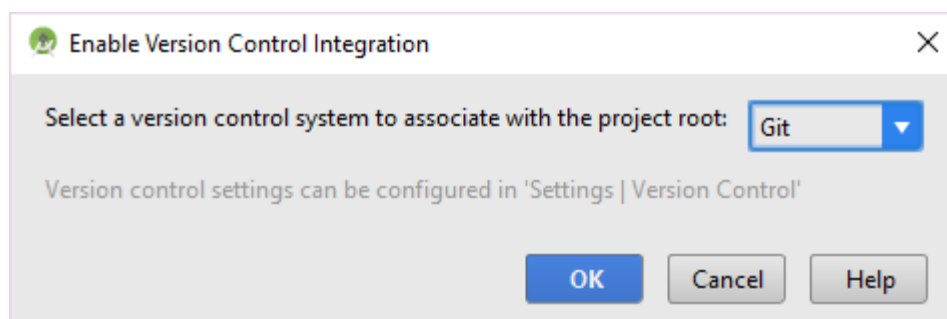 Enable Version Control Integration
Select a version control system to associate with the project root: Git
Version control settings can be configured in 'Settings | Version Control'
OK Cancel Help